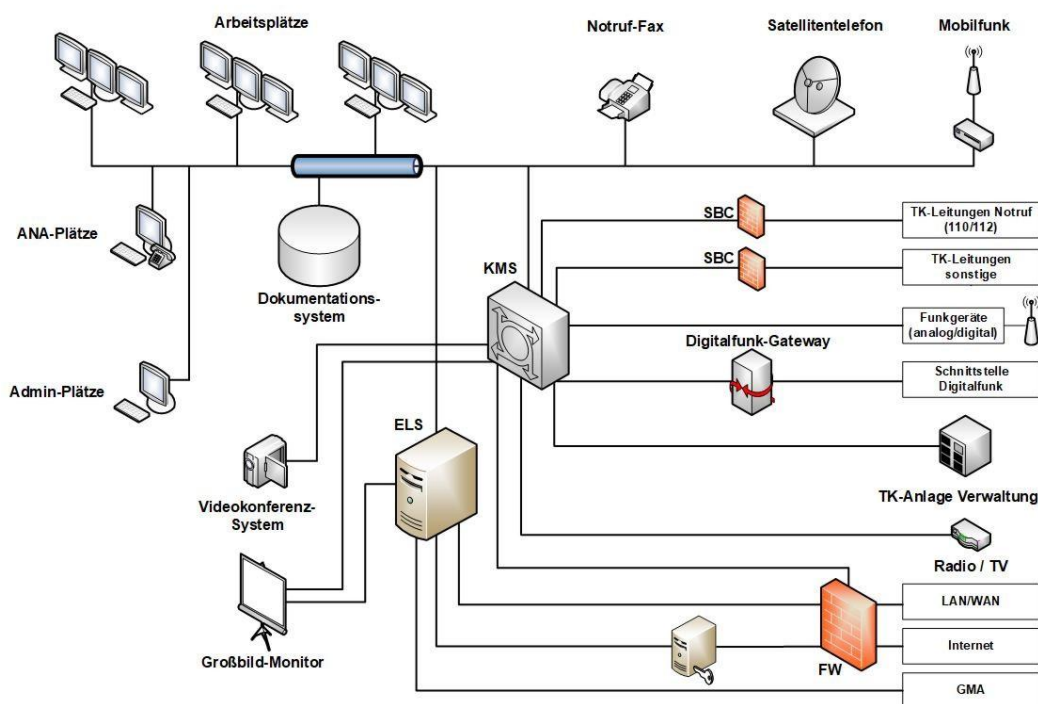 Arbeitsplätze
Notruf-Fax
Satellitentelefon
Mobilfunk
ANA-Plätze
Dokumentations-
system
KMS
SBC
TK-Leitungen Notruf
(110/112)
SBC
TK-Leitungen
sonstige
Funkgeräte
(analog/digital)
Digitalfunk-Gateway
Schnittstelle
Digitalfunk
Admin-Plätze
ELS
Videokonferenz-
System
TK-Anlage Verwaltung
Radio / TV
LAN/WAN
Großbild-Monitor
Internet
FW
GMA